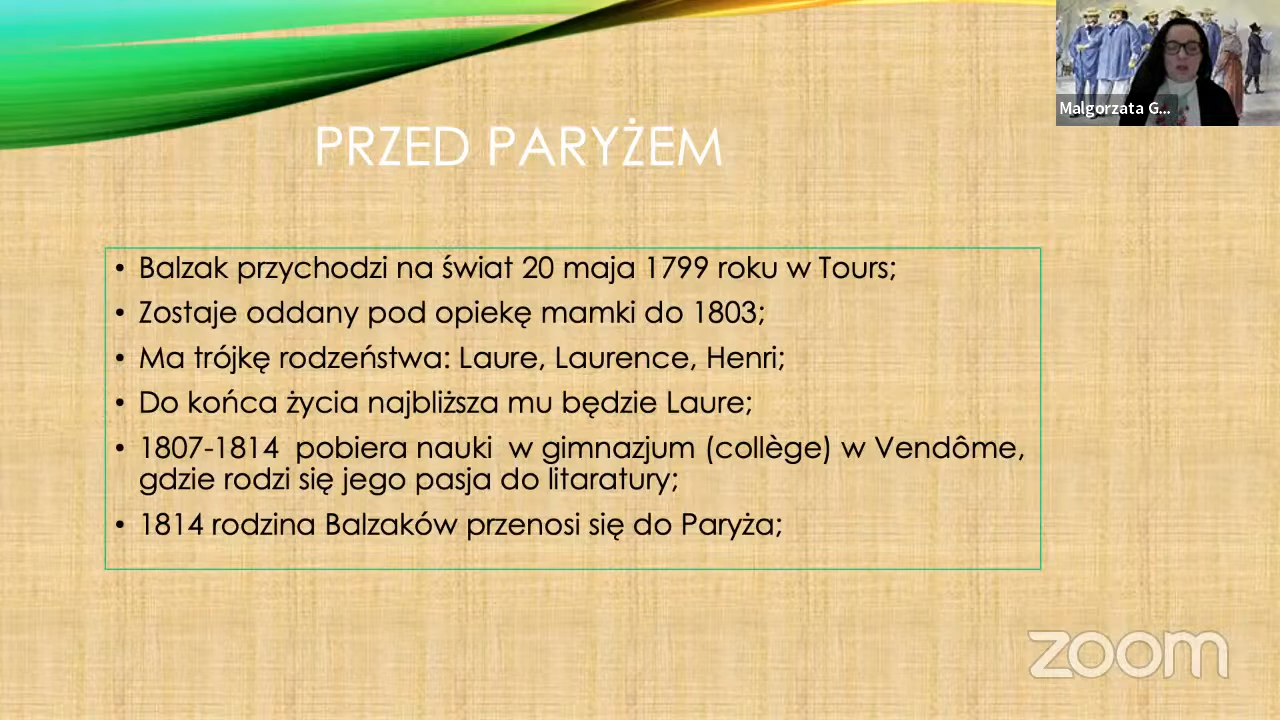 Malgorzata G...
PRZED PARYŻEM
• Balzak przychodzi na świat 20 maja 1799 roku w Tours;
• Zostaje oddany pod opiekę mamki do 1803;
• Ma trójkę rodzeństwa: Laure, Laurence, Henri;
• Do końca życia najbliższa mu będzie Laure;
• 1807-1814 pobiera nauki w gimnazjum (collège) w Vendôme,
gdzie rodzi się jego pasja do litaratury;
• 1814 rodzina Balzaków przenosi się do Paryża;
zoom